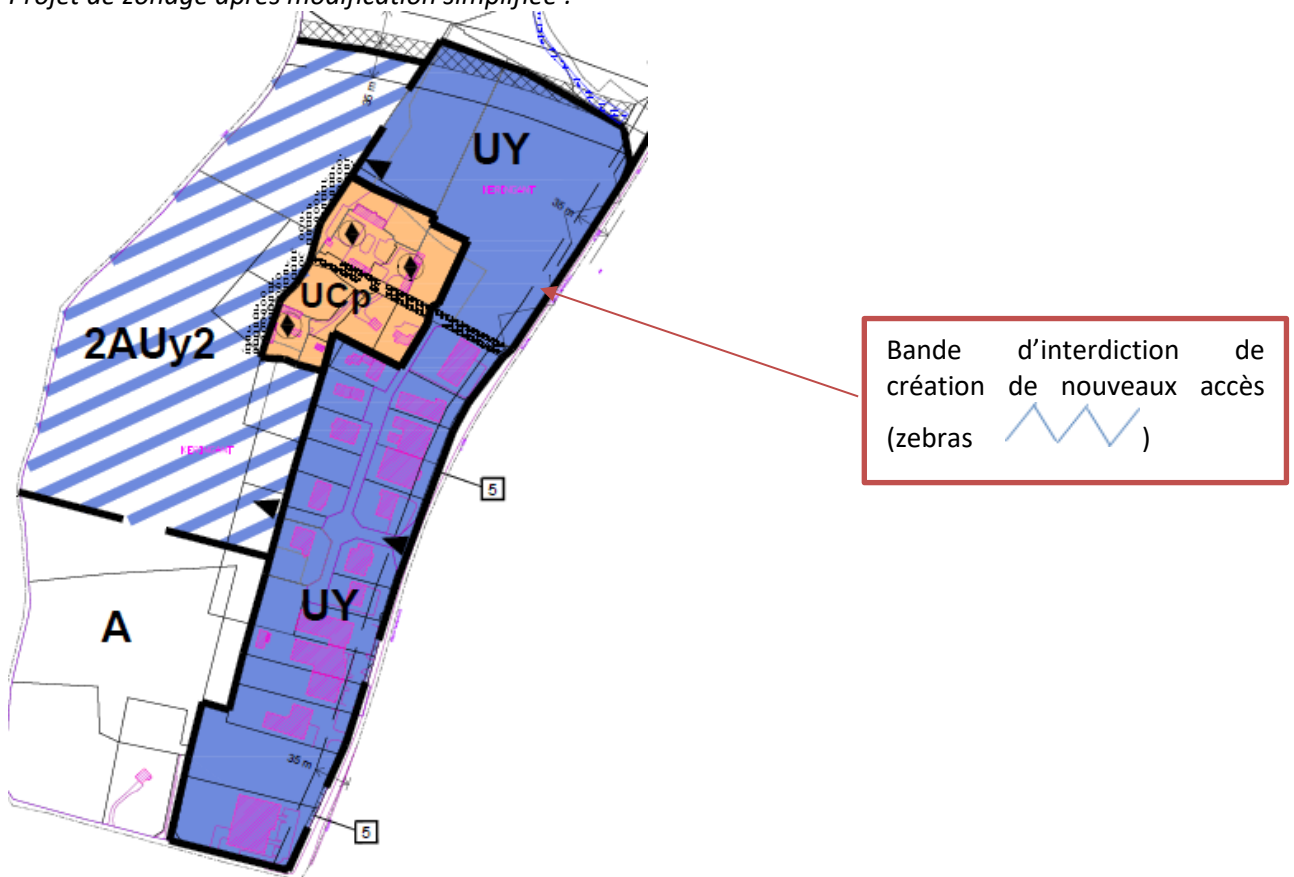 Projet de zonage après modification simplifiée :
35 m
UY
35 m
UCp
2AUy2
Bande d'interdiction de
création de nouveaux accès
(zebras )
5
UY
A
35 m
5